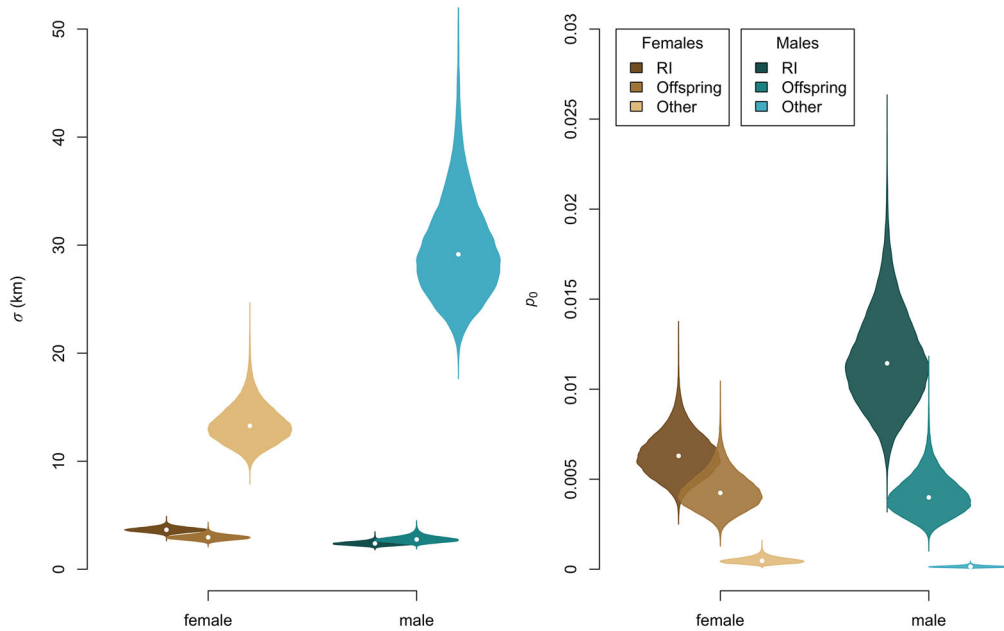 σ (km)
0
10
20
30
40
50
female
male
p0
0
0.005
0.01
0.015
0.02
0.025
0.03
Females
RI
Offspring
Other
Males
RI
Offspring
Other
female
male